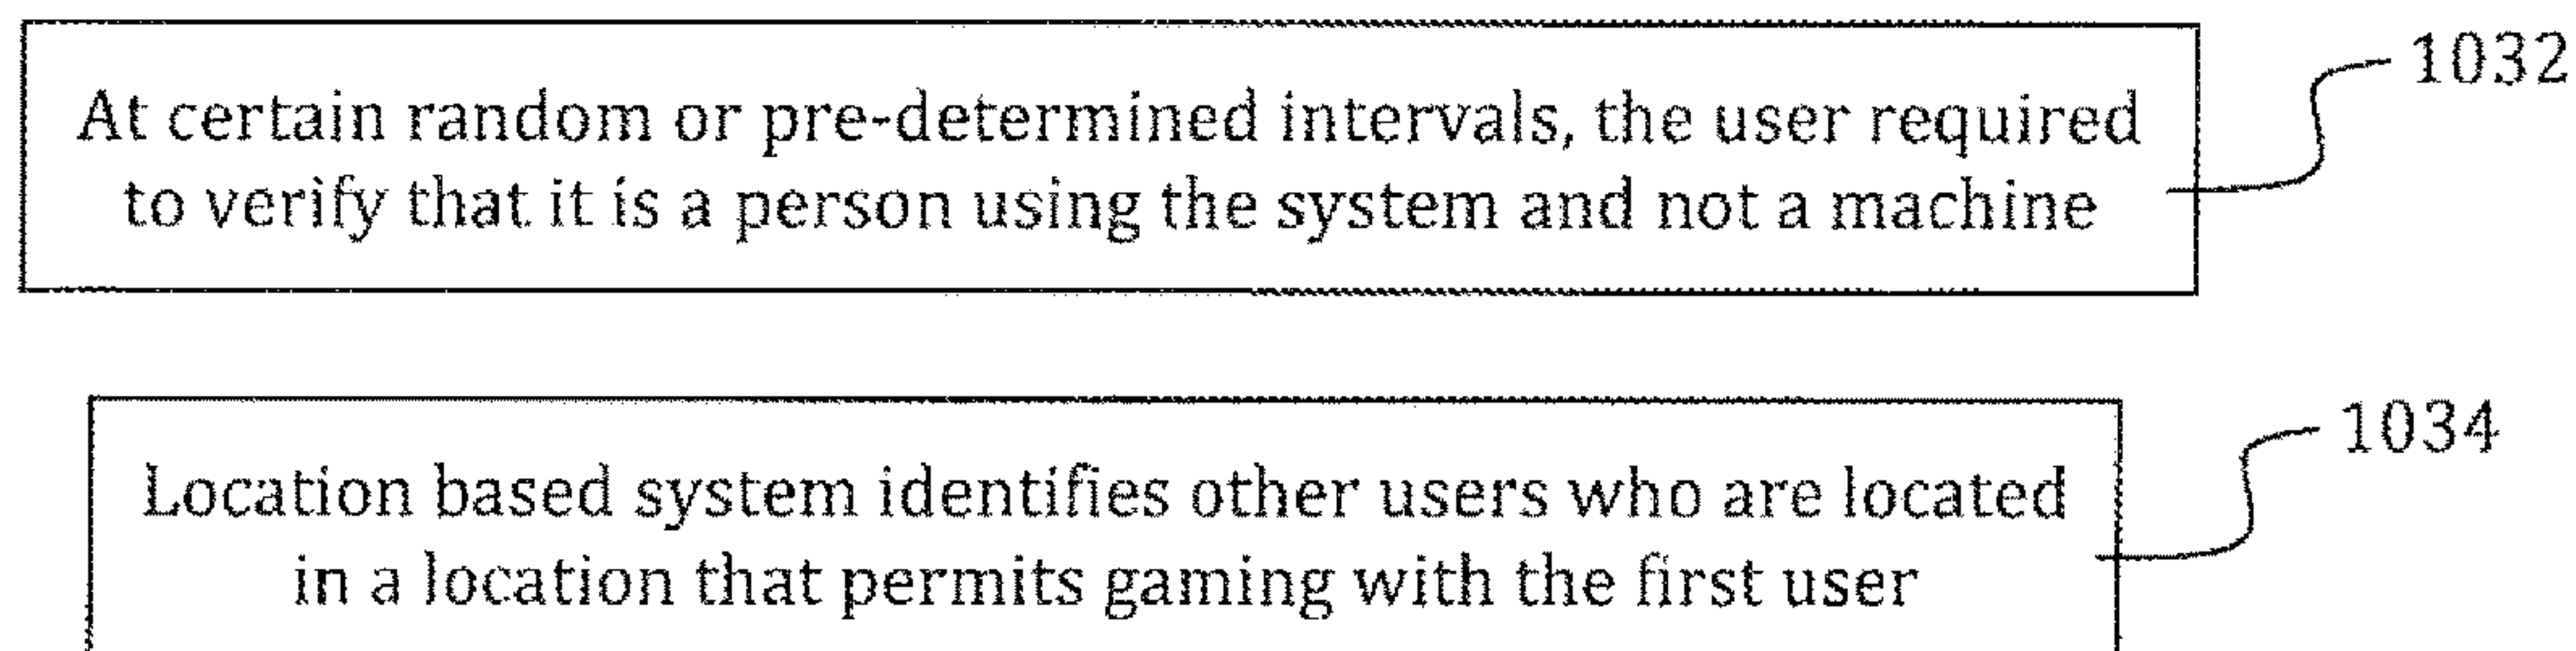 1032
At certain random or pre-determined intervals, the user required
to verify that it is a person using the system and not a machine
1034
Location based system identifies other users who are located
in a location that permits gaming with the first user